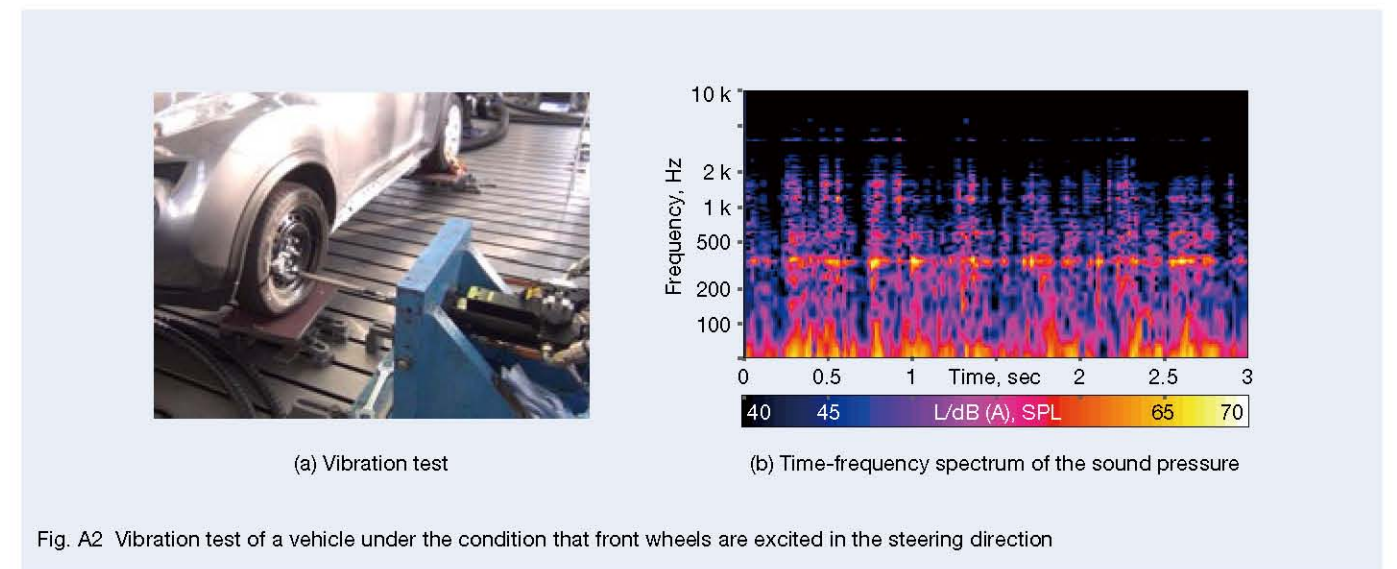 10 k
2 k
1 k
500
200
100
Frequency, Hz
0 0.5 1 Time, sec 2 2.5 3
40 45 L/dB (A), SPL 65 70
(a) Vibration test
(b) Time-frequency spectrum of the sound pressure
Fig. A2 Vibration test of a vehicle under the condition that front wheels are excited in the steering direction